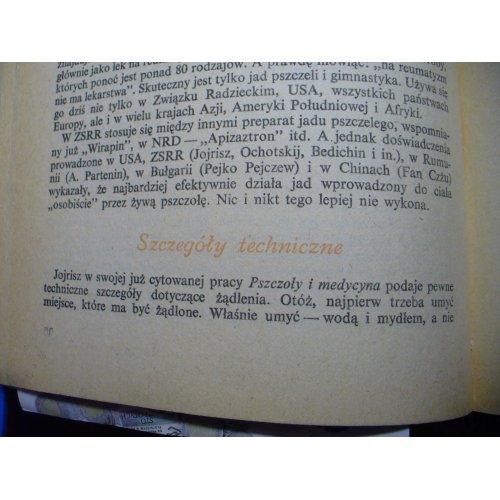 głównie jako lek na reumatyzm
których ponoć jest ponad 80 rodzajów. A prawdę mówiąc: „na reumatyzm
nie ma lekarstwa”. Skuteczny jest tylko jad pszczeli i gimnastyka. Używa się
go dziś nie tylko w Związku Radzieckim, USA, wszystkich państwach
Europy, ale i w wielu krajach Azji, Ameryki Południowej i Afryki.
W ZSRR stosuje się między innymi preparat jadu pszczelego, wspomnia-
ny już „Wirapin”, w NRD — „Apizaztron” itd. A jednak doświadczenia
prowadzone w USA, ZSRR (Jojrisz, Ochotskij, Bedichin i in.), w Rumu-
nii (A. Partenin), w Bułgarii (Pejko Pejczew) i w Chinach (Fan Czżu)
wykazały, że najbardziej efektywnie działa jad wprowadzony do ciała
„osobiście” przez żywą pszczołę. Nic i nikt tego lepiej nie wykona.
Szczegóły techniczne
Jojrisz w swojej już cytowanej pracy Pszczoły i medycyna podaje pewne
techniczne szczegóły dotyczące żądlenia. Otóż, najpierw trzeba umyć
miejsce, które ma być żądlone. Właśnie umyć — wodą i mydłem, a nie